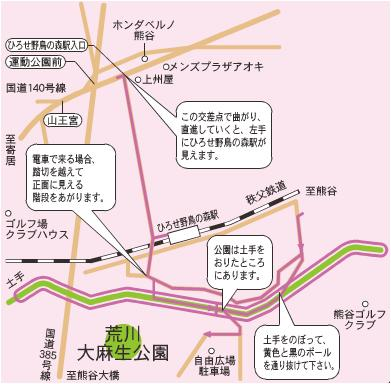 ホンダベルノ
熊谷
ひろせ野鳥の森駅入口
運動公園前
メンズプラザアオキ
上州屋
国道140号線
山王宮
至寄居
この交差点で曲がり、
直進していくと、左手
にひろせ野鳥の森駅が
見えます。
電車で来る場合、
踏切を越えて
正面に見える
階段をあがります。
秩父鉄道
至熊谷
ひろせ野鳥の森駅
ゴルフ場
クラブハウス
公園は土手を
おりたところ
にあります。
土手
熊谷ゴルフ
クラブ
荒川
大麻生公園
国道385号線
自由広場
駐車場
土手をのぼって、
黄色と黒のポール
を通り抜けて下さい。
至熊谷大橋